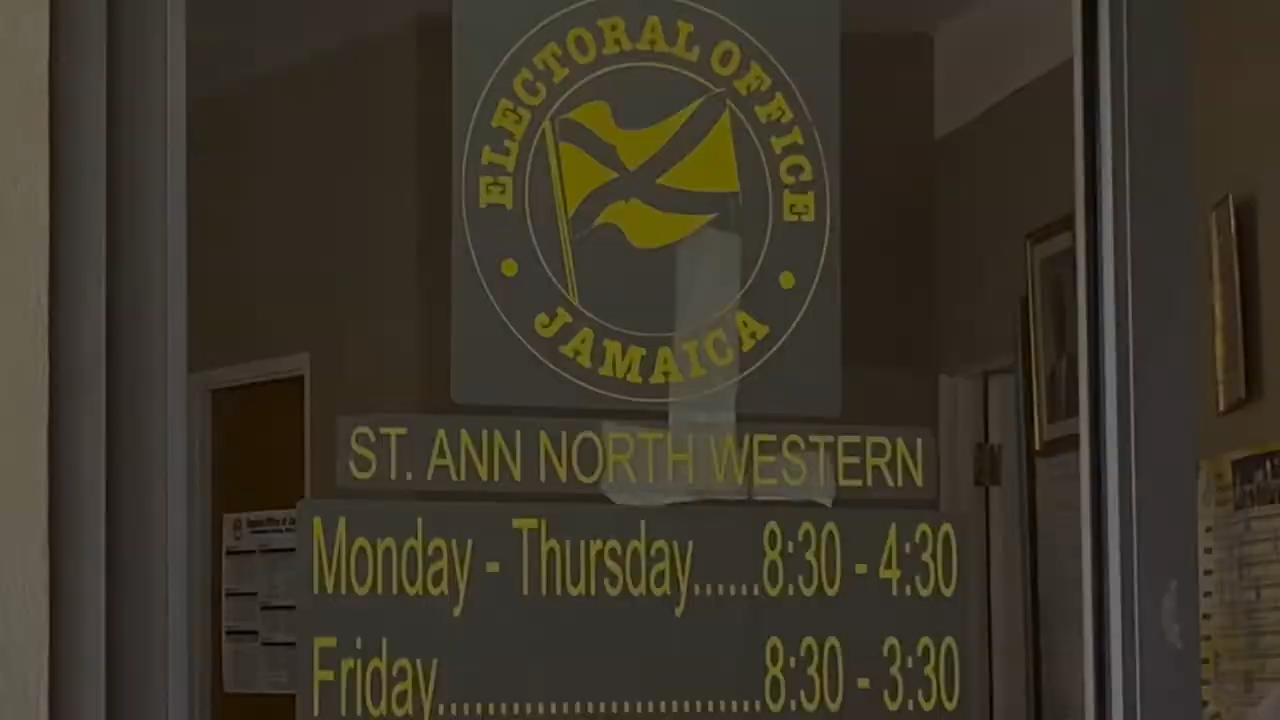 ELECTORAL OFFICE
JAMAICA
ST. ANN NORTH WESTERN
Monday - Thursday......8:30 - 4:30
Friday..........................8:30 - 3:30